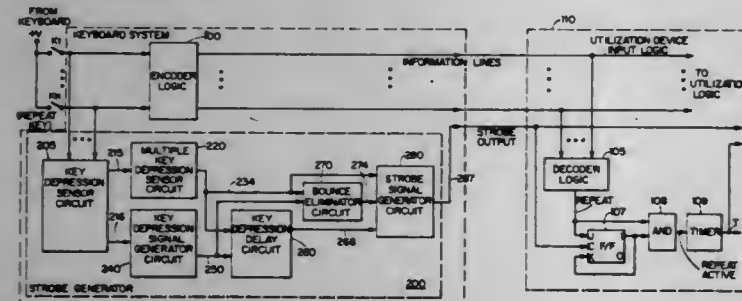 FROM
KEYBOARD
+V
K1
KN
(REPEAT
KEY)
KEYBOARD SYSTEM
100
ENCODER
LOGIC
INFORMATION LINES
110
UTILIZATION DEVICE
INPUT LOGIC
TO
UTILIZATION
LOGIC
STROBE
OUTPUT
205
KEY
DEPRESSION
SENSOR
CIRCUIT
215
216
220
MULTIPLE
KEY
DEPRESSION
SENSOR
CIRCUIT
234
240
KEY
DEPRESSION
SIGNAL
GENERATOR
CIRCUIT
250
KEY
DEPRESSION
DELAY
CIRCUIT
260
268
270
BOUNCE
ELIMINATOR
CIRCUIT
274
280
STROBE
SIGNAL
GENERATOR
CIRCUIT
287
STROBE GENERATOR
200
DECODER
LOGIC
105
REPEAT
107
J
C F/F
K O
108
AND
109
TIMER
REPEAT
ACTIVE